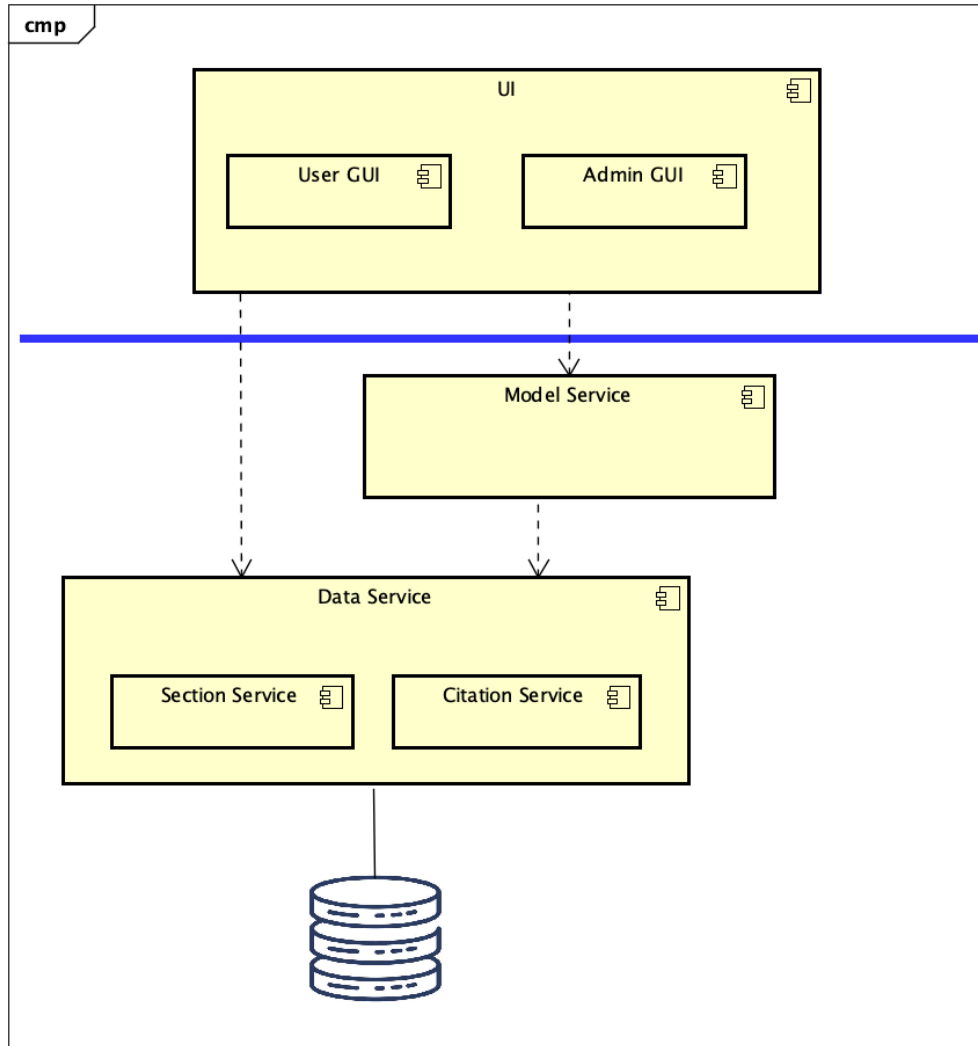 cmp
UI
User GUI
Admin GUI
Model Service
Data Service
Section Service
Citation Service